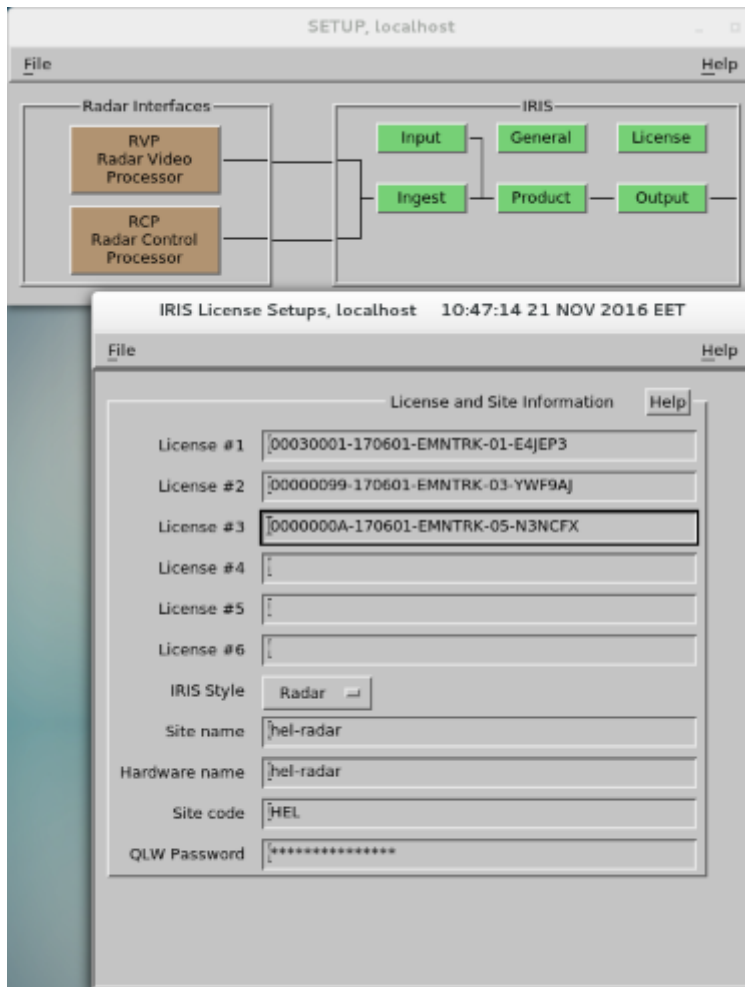 SETUP, localhost
File Help
Radar Interfaces
RVP
Radar Video
Processor
RCP
Radar Control
Processor
IRIS
Input General License
Ingest Product Output
IRIS License Setups, localhost 10:47:14 21 NOV 2016 EET
File Help
License and Site Information Help
License #1 00030001-170601-EMNTRK-01-E4JEP3
License #2 00000099-170601-EMNTRK-03-YWF9AJ
License #3 0000000A-170601-EMNTRK-05-N3NCFX
License #4
License #5
License #6
IRIS Style Radar
Site name hel-radar
Hardware name hel-radar
Site code HEL
QLW Password ***************